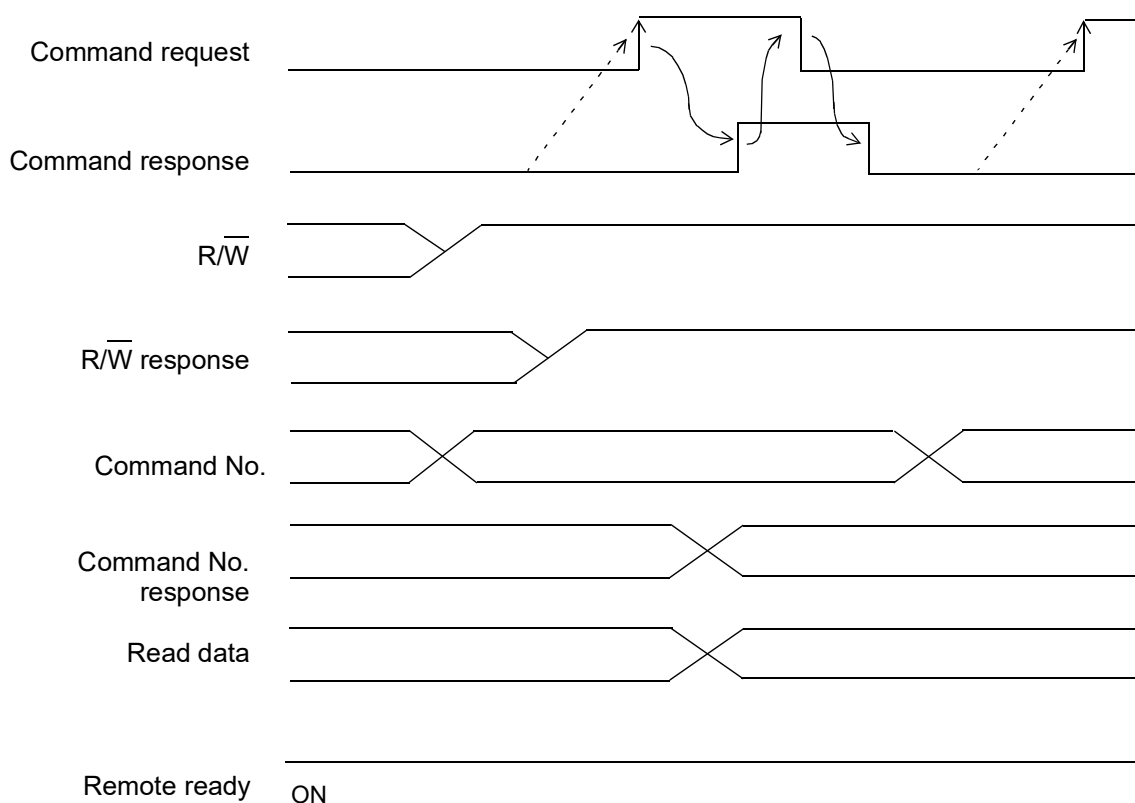 Command request
Command response
R/W̅
R/W̅ response
Command No.
Command No.
response
Read data
Remote ready
ON